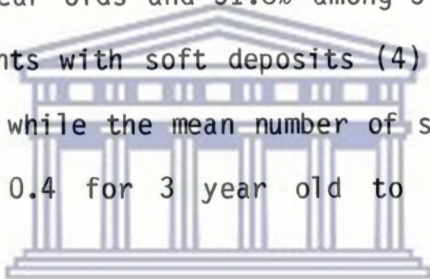 nts with soft deposits (4)
while the mean number of s
0.4 for 3 year old to